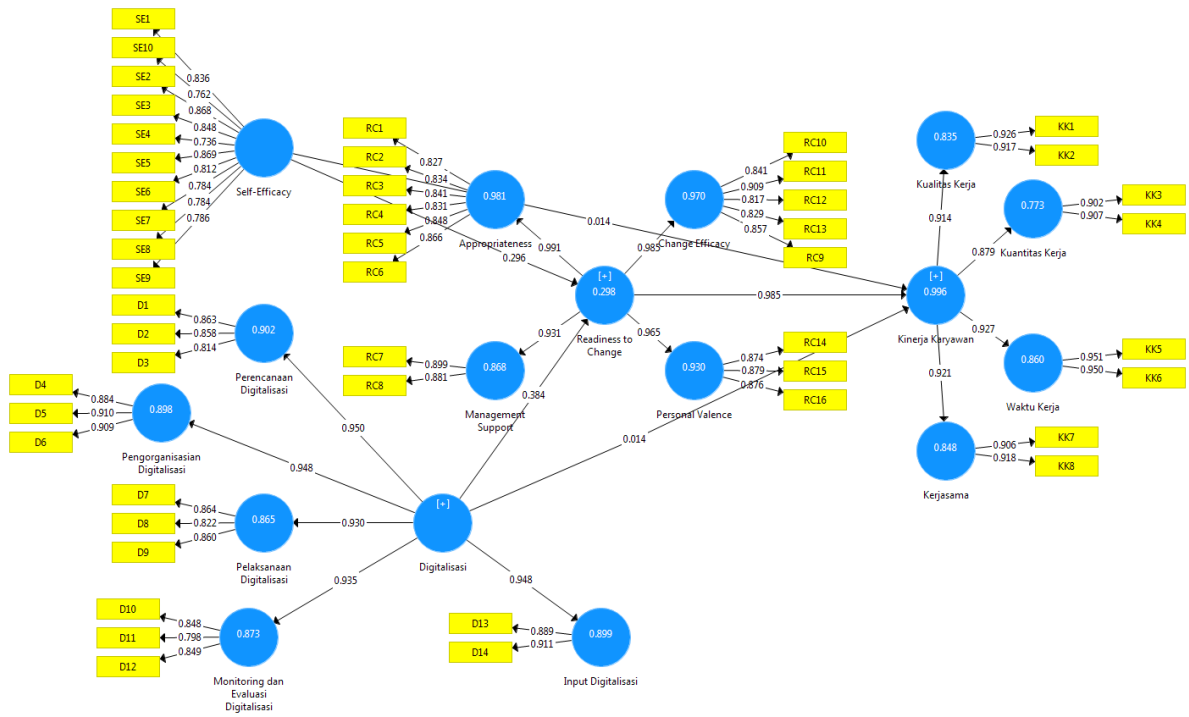 SE1
SE10
SE2
SE3
SE4
SE5
SE6
SE7
SE8
SE9
0.836
0.762
0.868
0.848
0.736
0.869
0.812
0.784
0.784
0.786
Self-Efficacy
RC1
RC2
RC3
RC4
RC5
RC6
0.827
0.834
0.841
0.831
0.848
0.866
0.981
Appropriateness
0.296
0.991
0.985
0.014
0.970
Change Efficacy
0.841
0.909
0.817
0.829
0.857
RC10
RC11
RC12
RC13
RC9
[+]
0.298
Readiness to
Change
0.985
0.931
0.965
RC7
RC8
0.899
0.881
0.868
Management
Support
0.384
0.930
Personal Valence
0.874
0.879
0.876
RC14
RC15
RC16
0.014
[+]
0.996
Kinerja Karyawan
0.914
0.879
0.927
0.921
0.835
Kualitas Kerja
0.926
0.917
KK1
KK2
0.773
Kuantitas Kerja
0.902
0.907
KK3
KK4
0.860
Waktu Kerja
0.951
0.950
KK5
KK6
0.848
Kerjasama
0.906
0.918
KK7
KK8
D1
D2
D3
0.863
0.858
0.814
0.902
Perencanaan
Digitalisasi
0.950
D4
D5
D6
0.884
0.910
0.909
0.898
Pengorganisasian
Digitalisasi
0.948
D7
D8
D9
0.864
0.822
0.860
0.865
Pelaksanaan
Digitalisasi
0.930
[+]
Digitalisasi
0.935
0.948
D10
D11
D12
0.848
0.798
0.849
0.873
Monitoring dan
Evaluasi
Digitalisasi
D13
D14
0.889
0.911
0.899
Input Digitalisasi